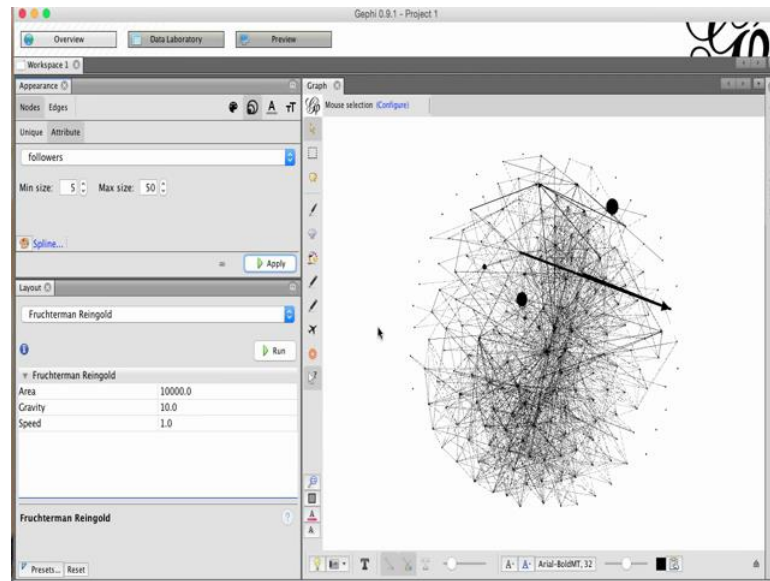 Gephi 0.9.1 - Project 1
Overview
Data Laboratory
Preview
Workspace 1
Appearance
Nodes Edges
T
Unique Attribute
followers
Min size: 5 Max size: 50
Spline...
Apply
Layout
Fruchterman Reingold
Run
Fruchterman Reingold
Area 10000.0
Gravity 10.0
Speed 1.0
Fruchterman Reingold
?
Presets... Reset
Graph
Mouse selection (Configure)
A
A
T
A- A- Arial-BoldMT, 32